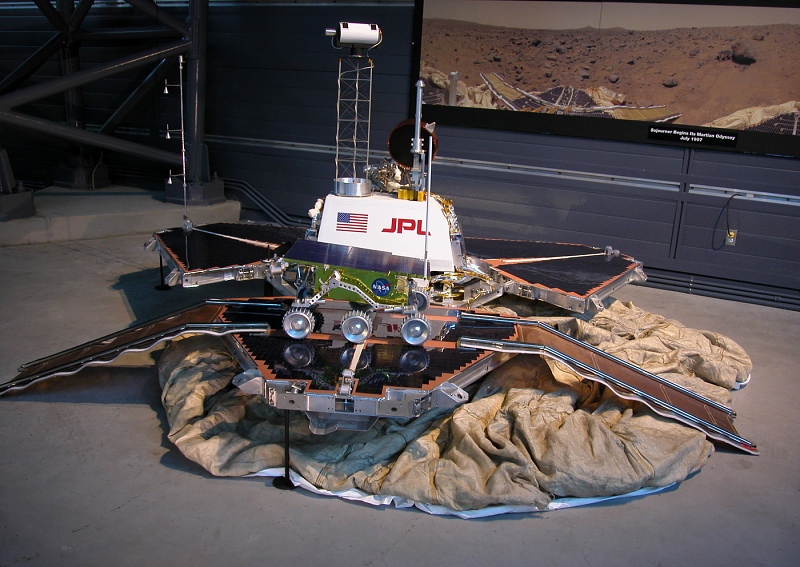 Sojourner Begins Its Martian Odyssey
July 1997
JPL
NASA